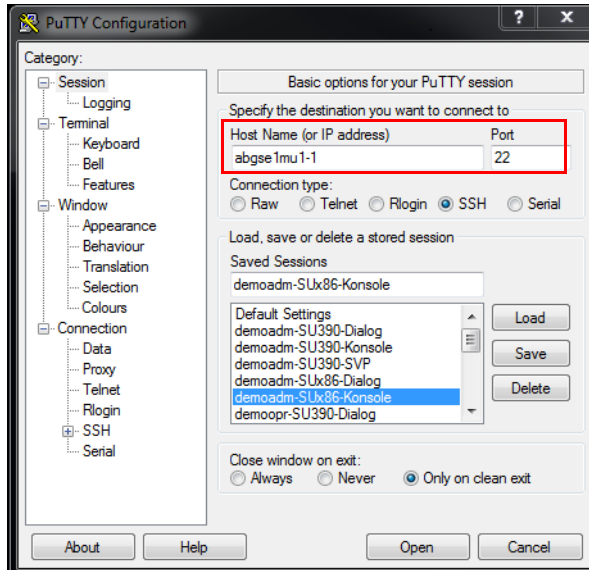 PuTTY Configuration
? x
Category:
Session
Logging
Terminal
Keyboard
Bell
Features
Window
Appearance
Behaviour
Translation
Selection
Colours
Connection
Data
Proxy
Telnet
Rlogin
SSH
Serial
Basic options for your PuTTY session
Specify the destination you want to connect to
Host Name (or IP address) Port
abgse1mu1-1 22
Connection type:
Raw Telnet Rlogin SSH Serial
Load, save or delete a stored session
Saved Sessions
demoadm-SUx86-Konsole
Default Settings
demoadm-SU390-Dialog
demoadm-SU390-Konsole
demoadm-SU390-SVP
demoadm-SUx86-Dialog
demoadm-SUx86-Konsole
demoopr-SU390-Dialog
Load
Save
Delete
Close window on exit:
Always Never Only on clean exit
About Help Open Cancel